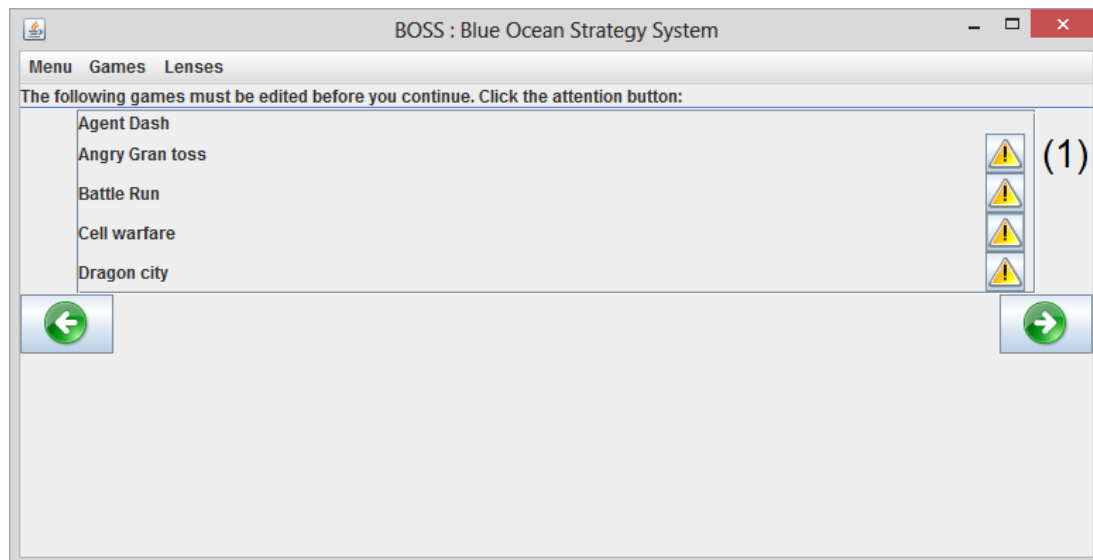 BOSS : Blue Ocean Strategy System
Menu Games Lenses
The following games must be edited before you continue. Click the attention button:
Agent Dash
Angry Gran toss
(1)
Battle Run
Cell warfare
Dragon city